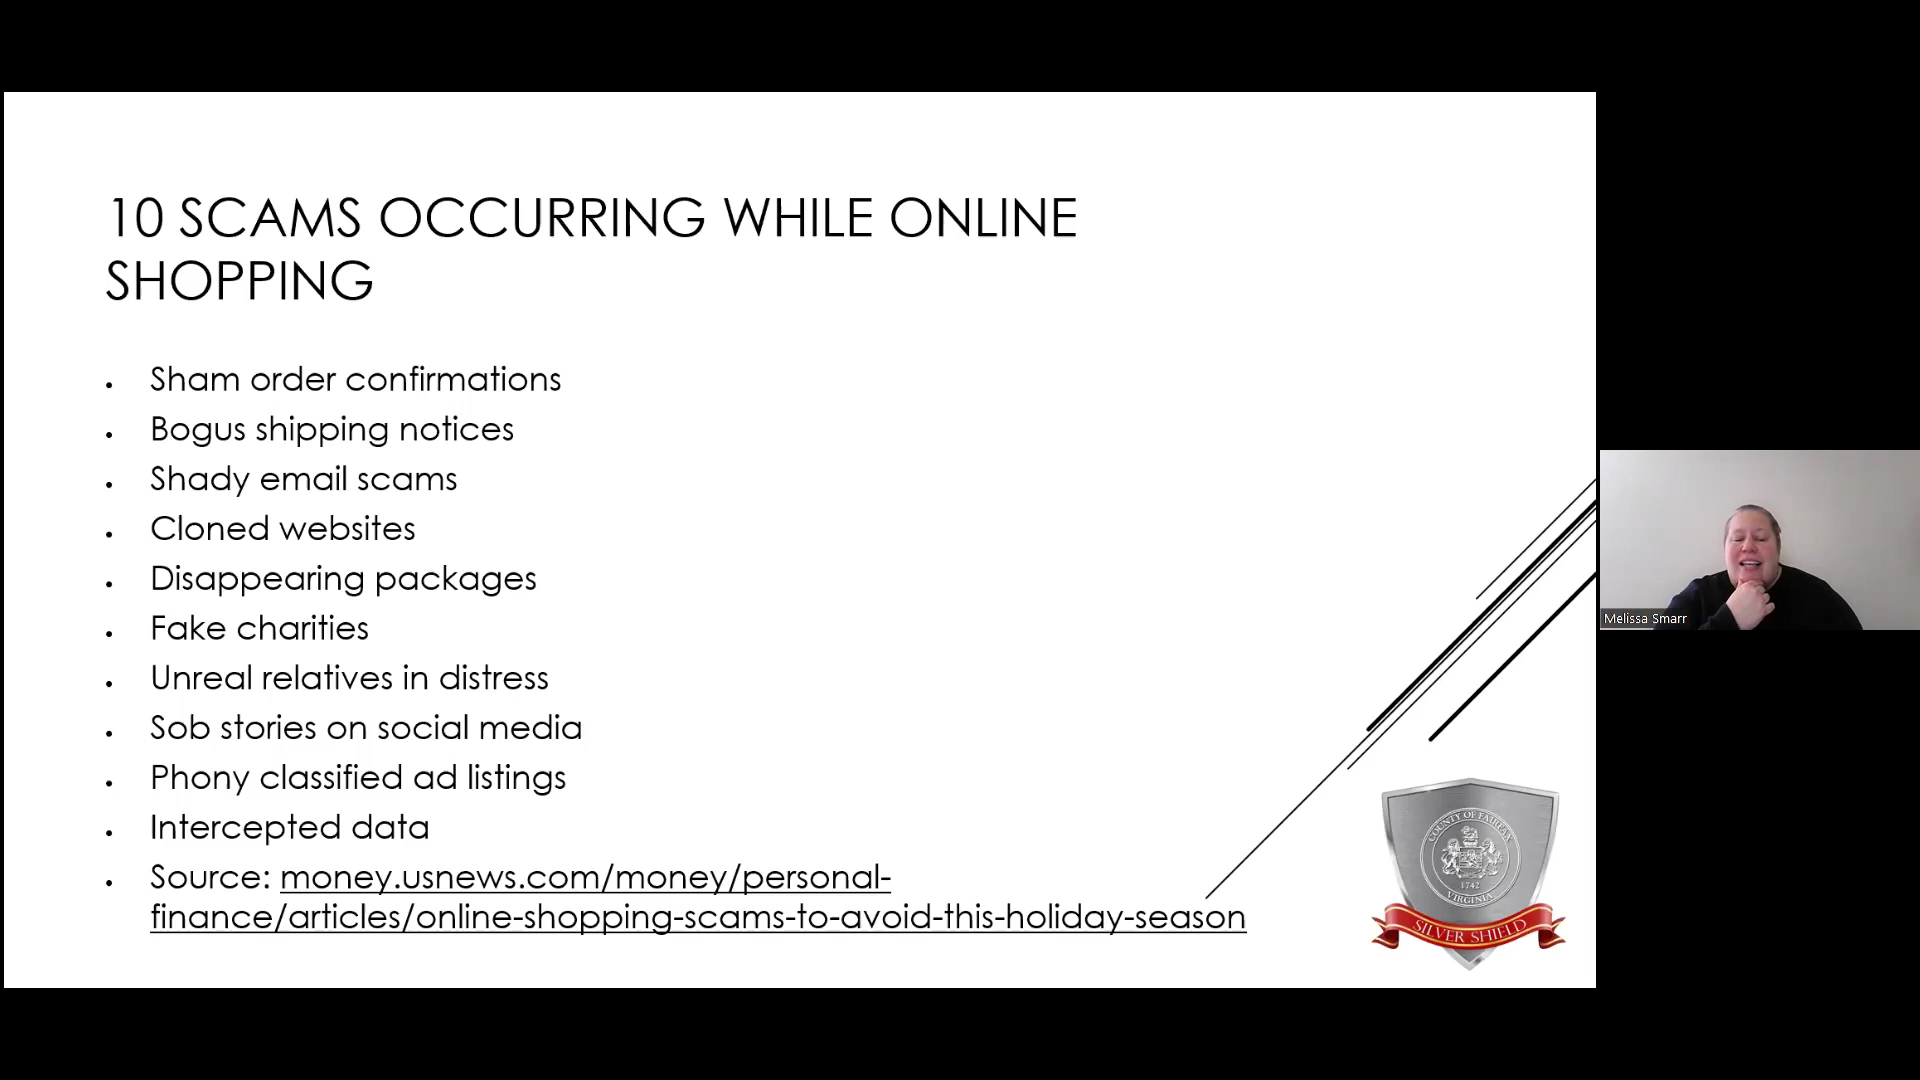 10 SCAMS OCCURRING WHILE ONLINE
SHOPPING
• Sham order confirmations
• Bogus shipping notices
• Shady email scams
• Cloned websites
• Disappearing packages
• Fake charities
• Unreal relatives in distress
• Sob stories on social media
• Phony classified ad listings
• Intercepted data
• Source: money.usnews.com/money/personal-
finance/articles/online-shopping-scams-to-avoid-this-holiday-season
COUNTY OF FAIRFAX
1742
VIRGINIA
SILVER SHIELD
Melissa Smarr